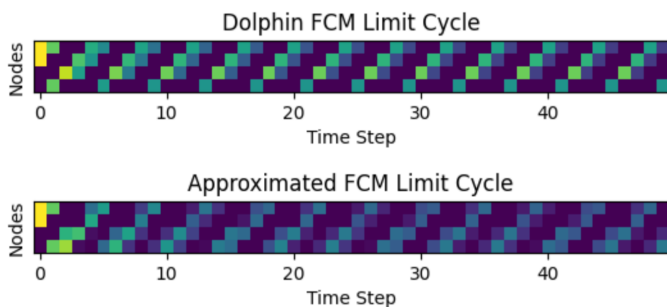 Dolphin FCM Limit Cycle
Nodes
0 10 20 30 40
Time Step
Approximated FCM Limit Cycle
Nodes
0 10 20 30 40
Time Step